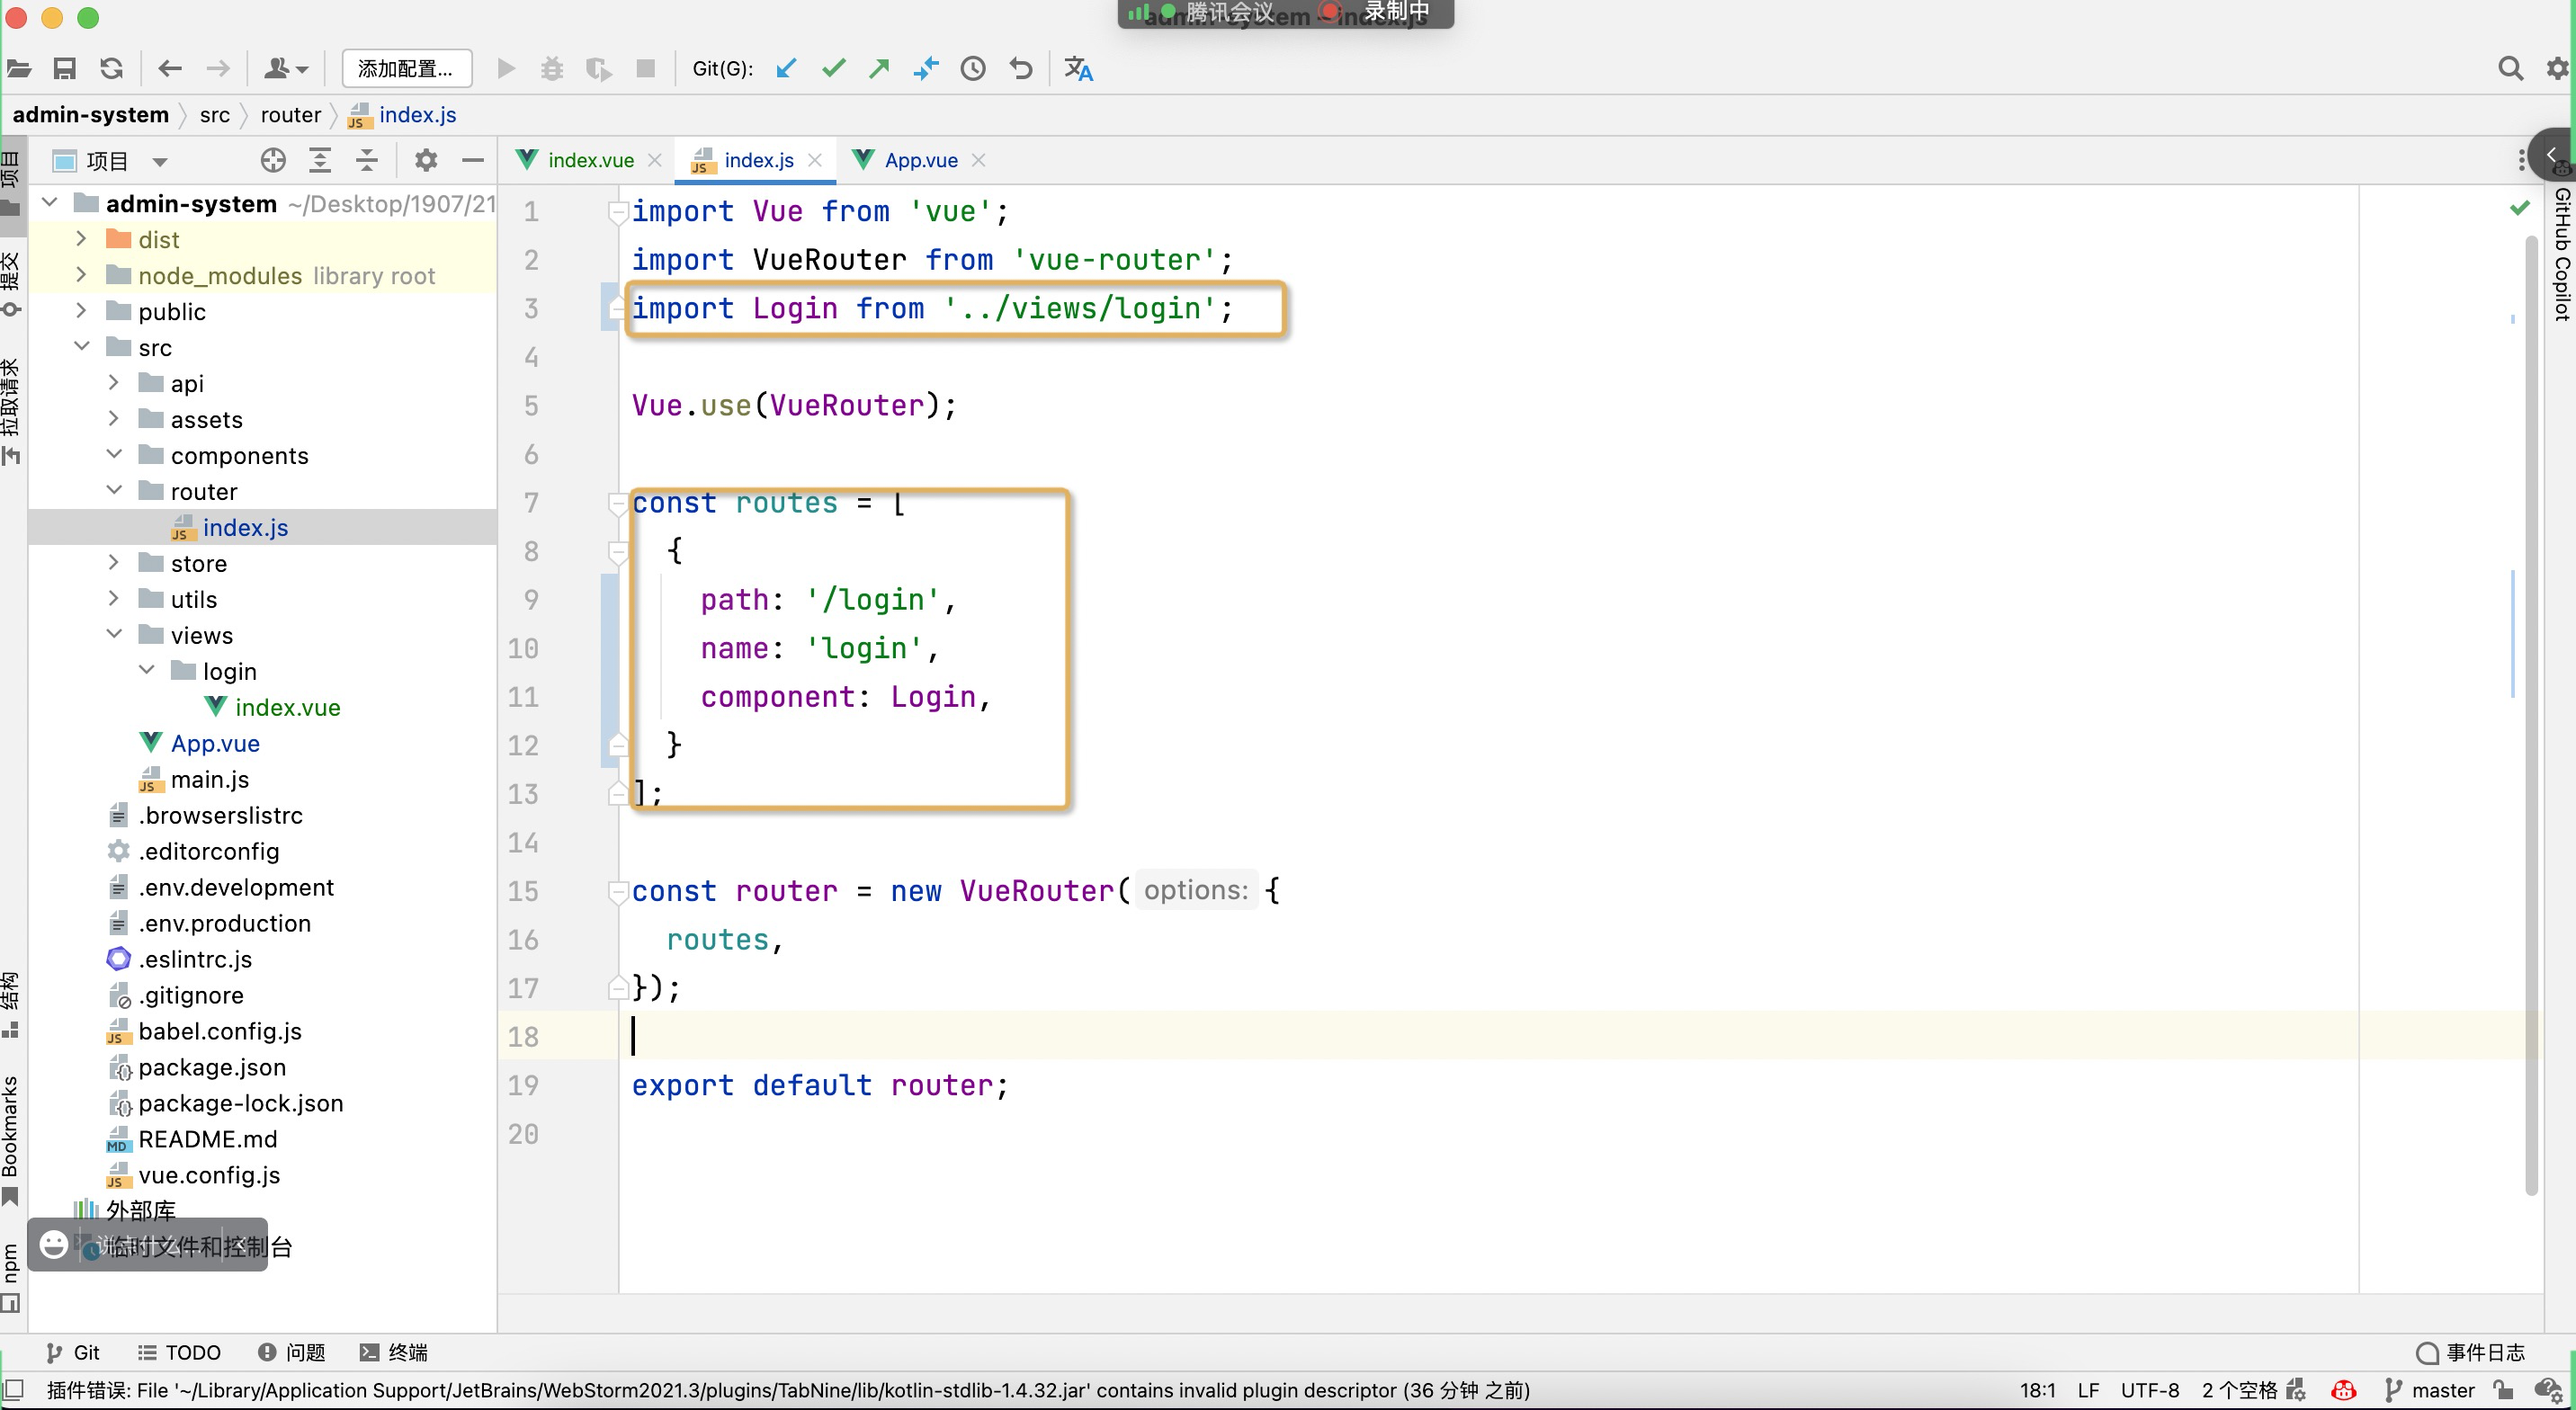 腾讯会议 录制中
添加配置... Git(G):
admin-system src router index.js
项目 index.vue index.js App.vue
项目
提交
拉取请求
结构
Bookmarks
npm
admin-system ~/Desktop/1907/21
dist
node_modules library root
public
src
api
assets
components
router
index.js
store
utils
views
login
index.vue
App.vue
main.js
.browserslistrc
.editorconfig
.env.development
.env.production
.eslintrc.js
.gitignore
babel.config.js
package.json
package-lock.json
README.md
vue.config.js
外部库
临时文件和控制台
说点什么...
1 import Vue from 'vue';
2 import VueRouter from 'vue-router';
3 import Login from '../views/login';
4
5 Vue.use(VueRouter);
6
7 const routes = [
8 {
9 path: '/login',
10 name: 'login',
11 component: Login,
12 }
13 ];
14
15 const router = new VueRouter( options: {
16 routes,
17 });
18
19 export default router;
20
GitHub Copilot
Git TODO 问题 终端 事件日志
插件错误: File '~/Library/Application Support/JetBrains/WebStorm2021.3/plugins/TabNine/lib/kotlin-stdlib-1.4.32.jar' contains invalid plugin descriptor (36 分钟 之前) 18:1 LF UTF-8 2 个空格 master